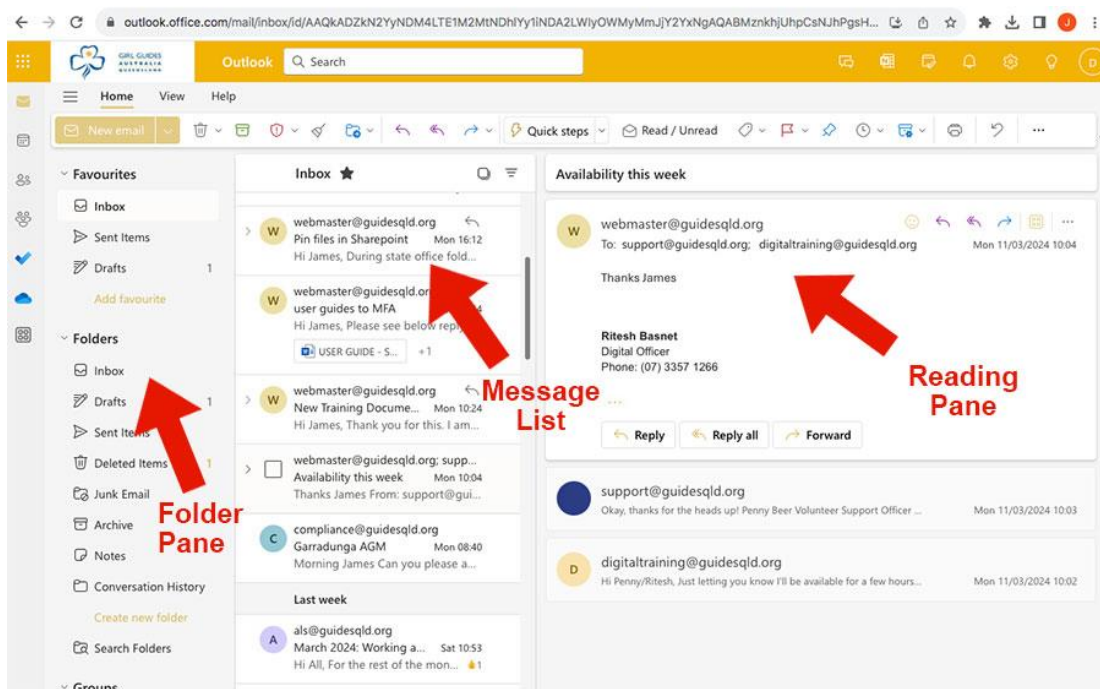 outlook.office.com/mail/inbox/id/AAQkADZkN2YyNDM4LTE1M2MtNDhlYy1iNDA2LWIyOWMyMmJjY2YxNgAQABMznkhjUhpCsNJhPgsH...
J
GIRL GUIDES
AUSTRALIA
QUEENSLAND
Outlook
Search
D
Home View Help
New email
Quick steps
Read / Unread
...
Favourites
Inbox
Sent Items
Drafts 1
Add favourite
Folders
Inbox
Drafts 1
Sent Items
Deleted Items 1
Junk Email
Archive
Notes
Conversation History
Create new folder
Search Folders
Groups
Folder
Pane
Inbox
W
webmaster@guidesqld.org
Pin files in Sharepoint Mon 16:12
Hi James, During state office fold...
W
user guides to MFA
Hi James, Please see below
USER GUIDE - S... +1
W
webmaster@guidesqld.org
New Training Docume... Mon 10:24
Hi James, Thank you for this. I am...
webmaster@guidesqld.org; supp...
Availability this week Mon 10:04
Thanks James From: support@gui...
C
compliance@guidesqld.org
Garradunga AGM Mon 08:40
Morning James Can you please a...
Last week
A
als@guidesqld.org
March 2024: Working a... Sat 10:53
Hi All, For the rest of the mon... 1
Message
List
Availability this week
W
webmaster@guidesqld.org
To: support@guidesqld.org; digitaltraining@guidesqld.org Mon 11/03/2024 10:04
Thanks James
Ritesh Basnet
Digital Officer
Phone: (07) 3357 1266
...
Reply Reply all Forward
Reading
Pane
support@guidesqld.org
Okay, thanks for the heads up! Penny Beer Volunteer Support Officer ... Mon 11/03/2024 10:03
D
digitaltraining@guidesqld.org
Hi Penny/Ritesh, Just letting you know I'll be available for a few hours... Mon 11/03/2024 10:02